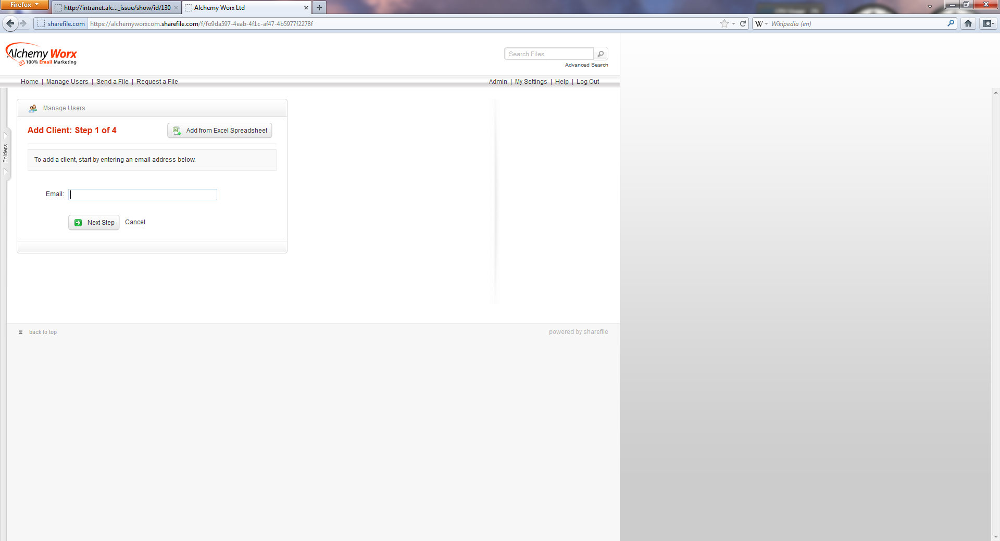 Firefox
http://intranet.alc..._issue/show/id/130
Alchemy Worx Ltd
sharefile.com
https://alchemyworxcom.sharefile.com/f/fo9da597-4eab-4f1c-af47-4b5977f2278f
W
Wikipedia (en)
Alchemy Worx
100% Email Marketing
Search Files
Advanced Search
Home | Manage Users | Send a File | Request a File
Admin | My Settings | Help | Log Out
Folders
Manage Users
Add Client: Step 1 of 4
Add from Excel Spreadsheet
To add a client, start by entering an email address below.
Email:
Next Step
Cancel
back to top
powered by sharefile